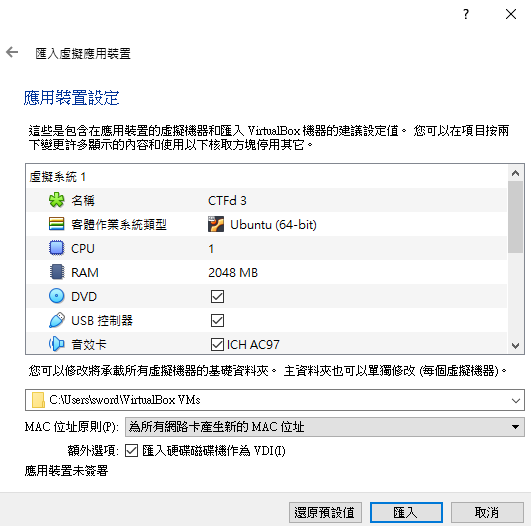 ?
匯入虛擬應用裝置
應用裝置設定
這些是包含在應用裝置的虛擬機器和匯入 VirtualBox 機器的建議設定值。 您可以在項目按兩
下變更許多顯示的內容和使用以下核取方塊停用其它。
虛擬系統 1
名稱 CTFd 3
客體作業系統類型 Ubuntu (64-bit)
CPU 1
RAM 2048 MB
DVD
USB 控制器
音效卡 ICH AC97
您可以修改將承載所有虛擬機器的基礎資料夾。 主資料夾也可以單獨修改 (每個虛擬機器)。
C:\Users\sword\VirtualBox VMs
MAC 位址原則(P): 為所有網路卡產生新的 MAC 位址
額外選項: 匯入硬碟磁碟機作為 VDI(I)
應用裝置未簽署
還原預設值 匯入 取消